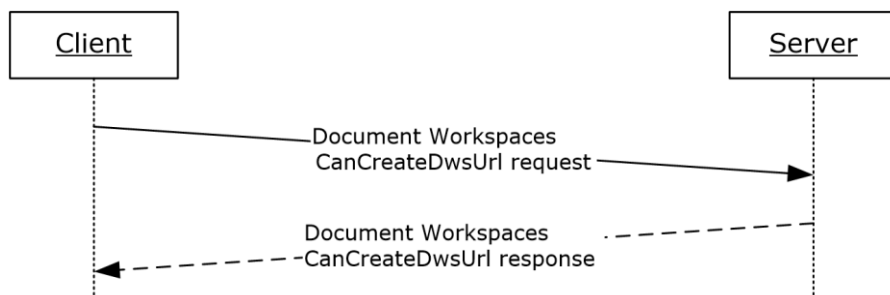 Client
Server
Document Workspaces
CanCreateDwsUrl request
Document Workspaces
CanCreateDwsUrl response